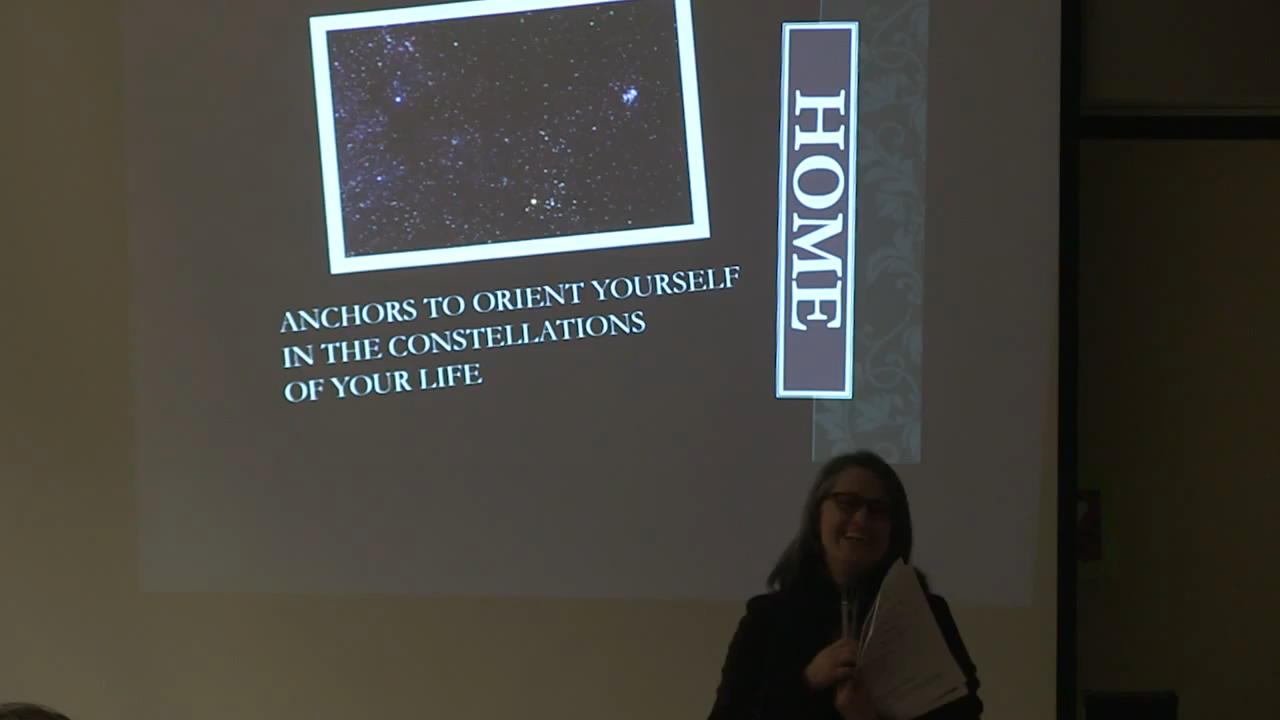 ANCHORS TO ORIENT YOURSELF
IN THE CONSTELLATIONS
OF YOUR LIFE
HOME